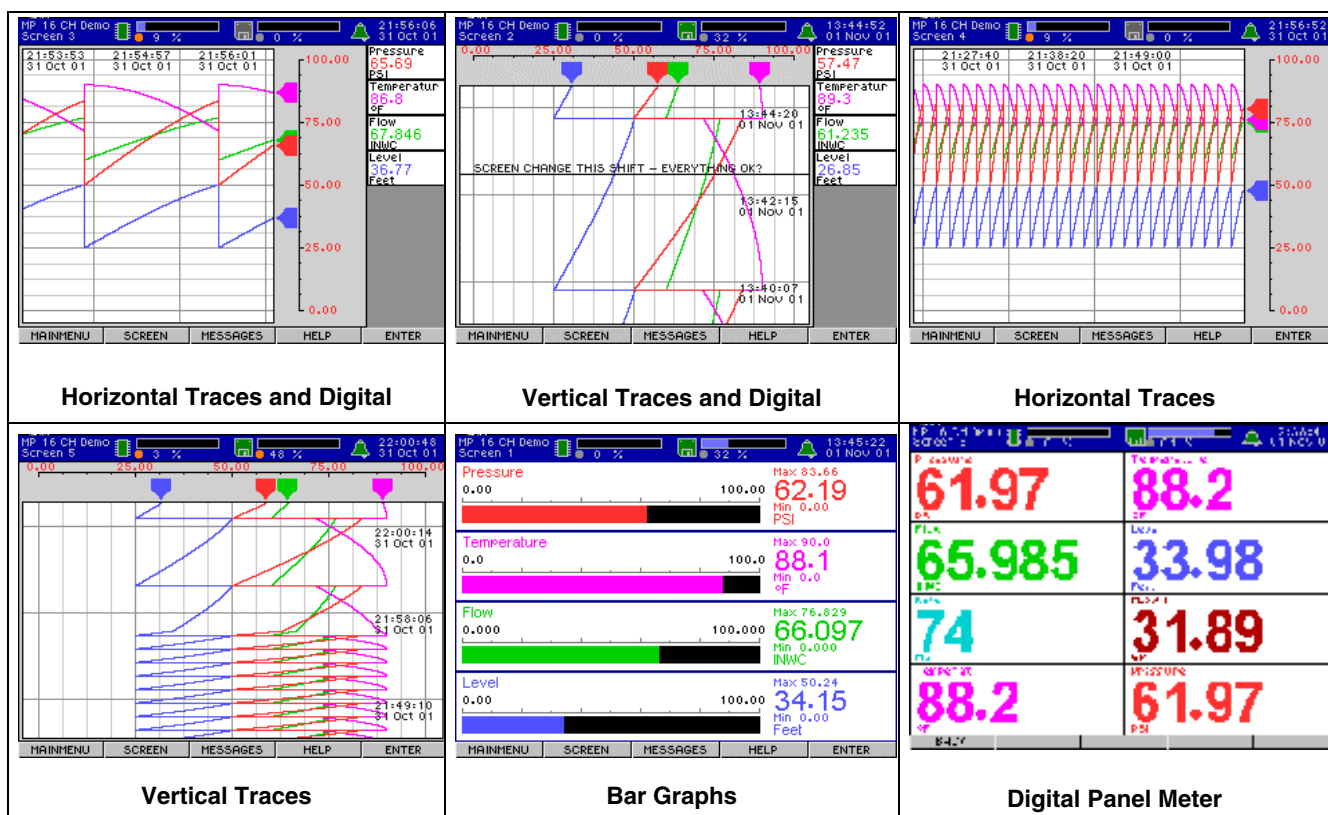 MP 16 CH Demo 9 % 0 % 21:56:06
Screen 3 31 Oct 01
21:53:53 21:54:57 21:56:01
31 Oct 01 31 Oct 01 31 Oct 01
100.00
75.00
50.00
25.00
0.00
Pressure
65.69
PSI
Temperatur
86.8
°F
Flow
67.846
INWC
Level
36.77
Feet
MAINMENU SCREEN MESSAGES HELP ENTER
Horizontal Traces and Digital
MP 16 CH Demo 0 % 32 % 13:44:52
Screen 2 01 Nov 01
0.00 25.00 50.00 75.00 100.00
Pressure
57.47
PSI
Temperatur
89.3
°F
Flow
61.235
INWC
Level
26.85
Feet
13:44:20
01 Nov 01
SCREEN CHANGE THIS SHIFT – EVERYTHING OK?
13:42:15
01 Nov 01
13:40:07
01 Nov 01
MAINMENU SCREEN MESSAGES HELP ENTER
Vertical Traces and Digital
MP 16 CH Demo 9 % 0 % 21:56:52
Screen 4 31 Oct 01
21:27:40 21:38:20 21:49:00
31 Oct 01 31 Oct 01 31 Oct 01
100.00
75.00
50.00
25.00
0.00
MAINMENU SCREEN MESSAGES HELP ENTER
Horizontal Traces
MP 16 CH Demo 3 % 48 % 22:00:48
Screen 5 31 Oct 01
0.00 25.00 50.00 75.00 100.00
22:00:14
31 Oct 01
21:58:06
31 Oct 01
21:49:10
31 Oct 01
MAINMENU SCREEN MESSAGES HELP ENTER
Vertical Traces
MP 16 CH Demo 0 % 32 % 13:45:22
Screen 1 01 Nov 01
Pressure Max 83.66
0.00 100.00 62.19
Min 0.00
PSI
Temperature Max 90.0
0.0 100.0 88.1
Min 0.0
°F
Flow Max 76.829
0.000 100.000 66.097
Min 0.000
INWC
Level Max 50.24
0.00 100.00 34.15
Min 0.00
Feet
MAINMENU SCREEN MESSAGES HELP ENTER
Bar Graphs
Pressure Temperature
61.97 88.2
°F
65.985 33.98
74 31.89
Pressure
88.2 61.97
°F PSI
Digital Panel Meter